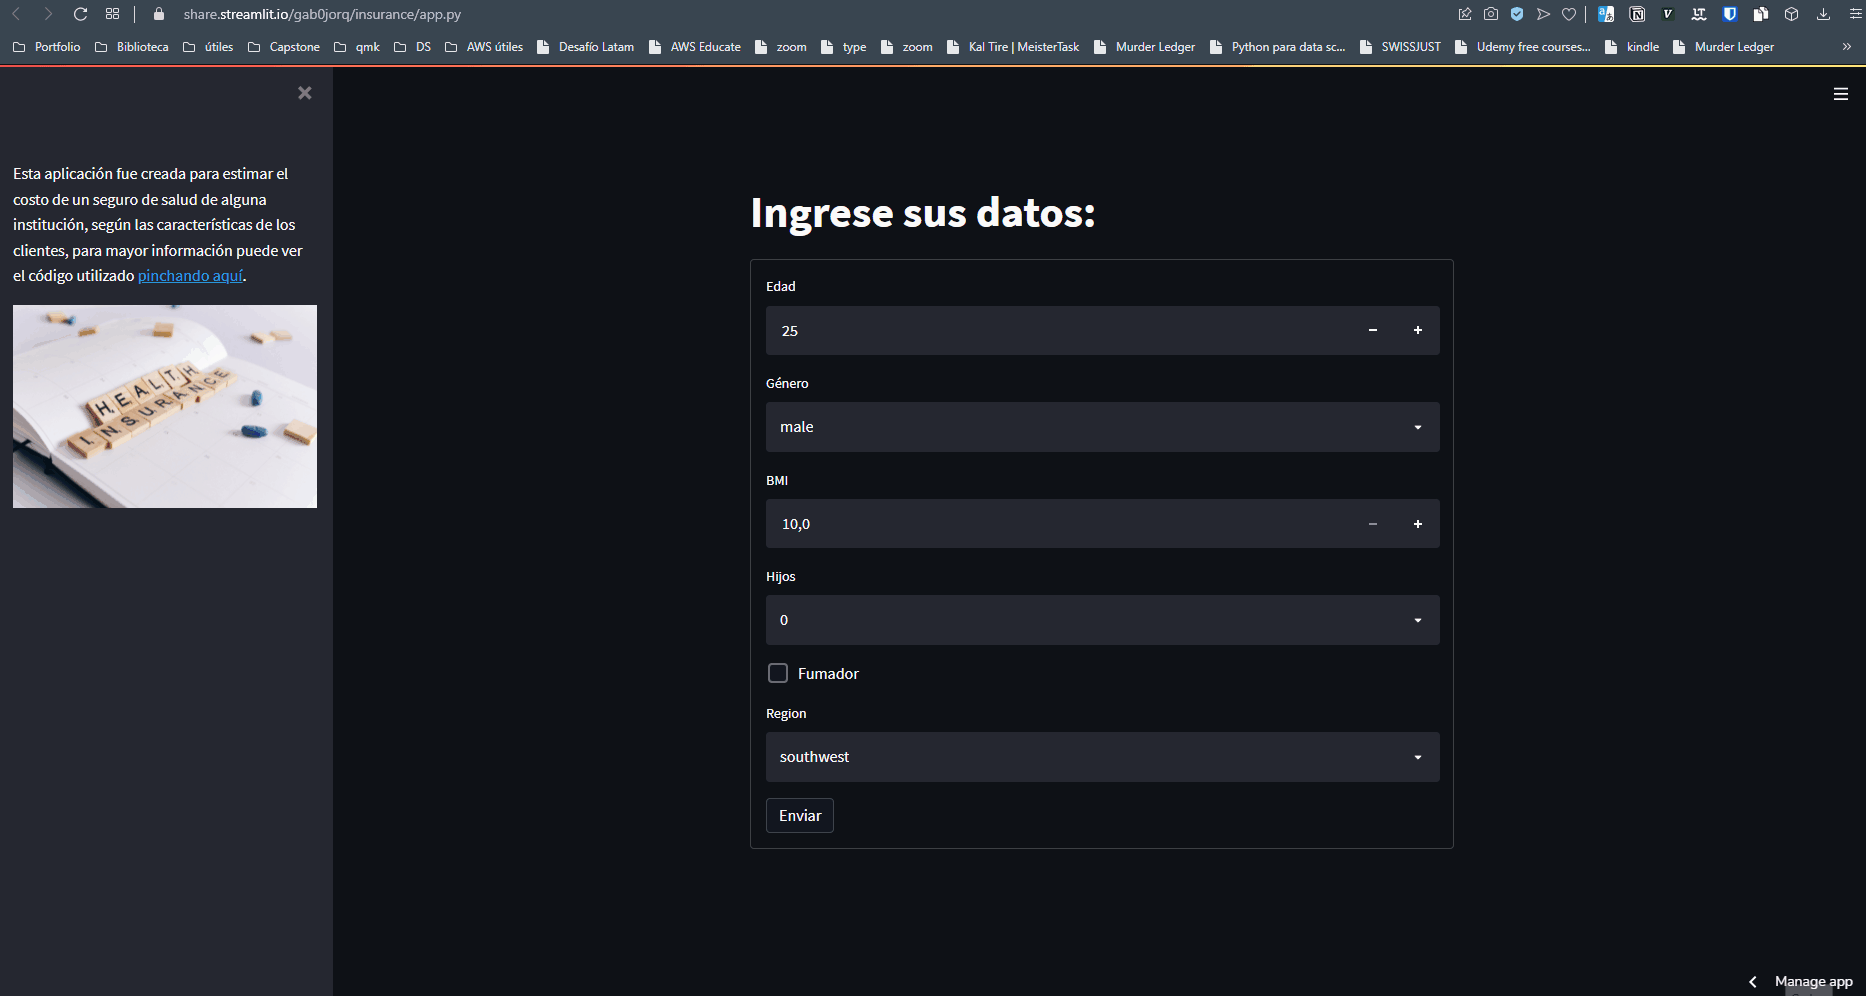 share.streamlit.io/gab0jorq/insurance/app.py
Portfolio Biblioteca útiles Capstone qmk DS AWS útiles Desafío Latam AWS Educate zoom type zoom Kal Tire | MeisterTask Murder Ledger Python para data sc... SWISSJUST Udemy free courses... kindle Murder Ledger
Esta aplicación fue creada para estimar el
costo de un seguro de salud de alguna
institución, según las características de los
clientes, para mayor información puede ver
el código utilizado pinchando aquí.
HEALTH
INSURANCE
Ingrese sus datos:
Edad
25
Género
male
BMI
10,0
Hijos
0
Fumador
Region
southwest
Enviar
Manage app